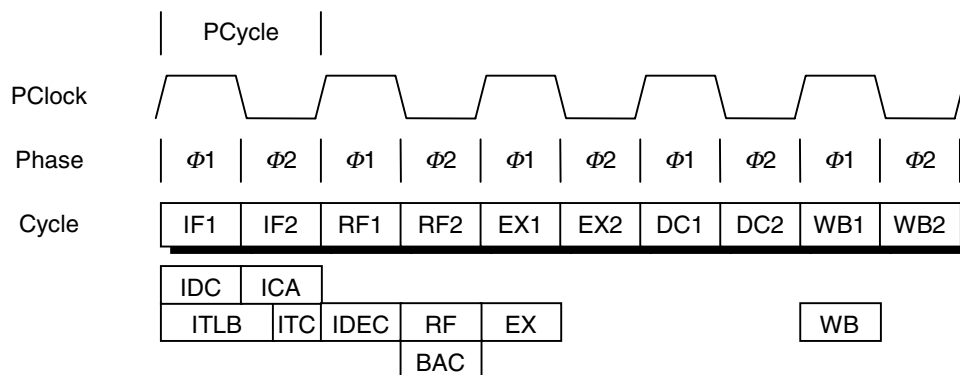 PCycle
PClock
Phase Φ1 Φ2 Φ1 Φ2 Φ1 Φ2 Φ1 Φ2 Φ1 Φ2
Cycle IF1 IF2 RF1 RF2 EX1 EX2 DC1 DC2 WB1 WB2
IDC ICA
ITLB ITC IDEC RF EX WB
BAC